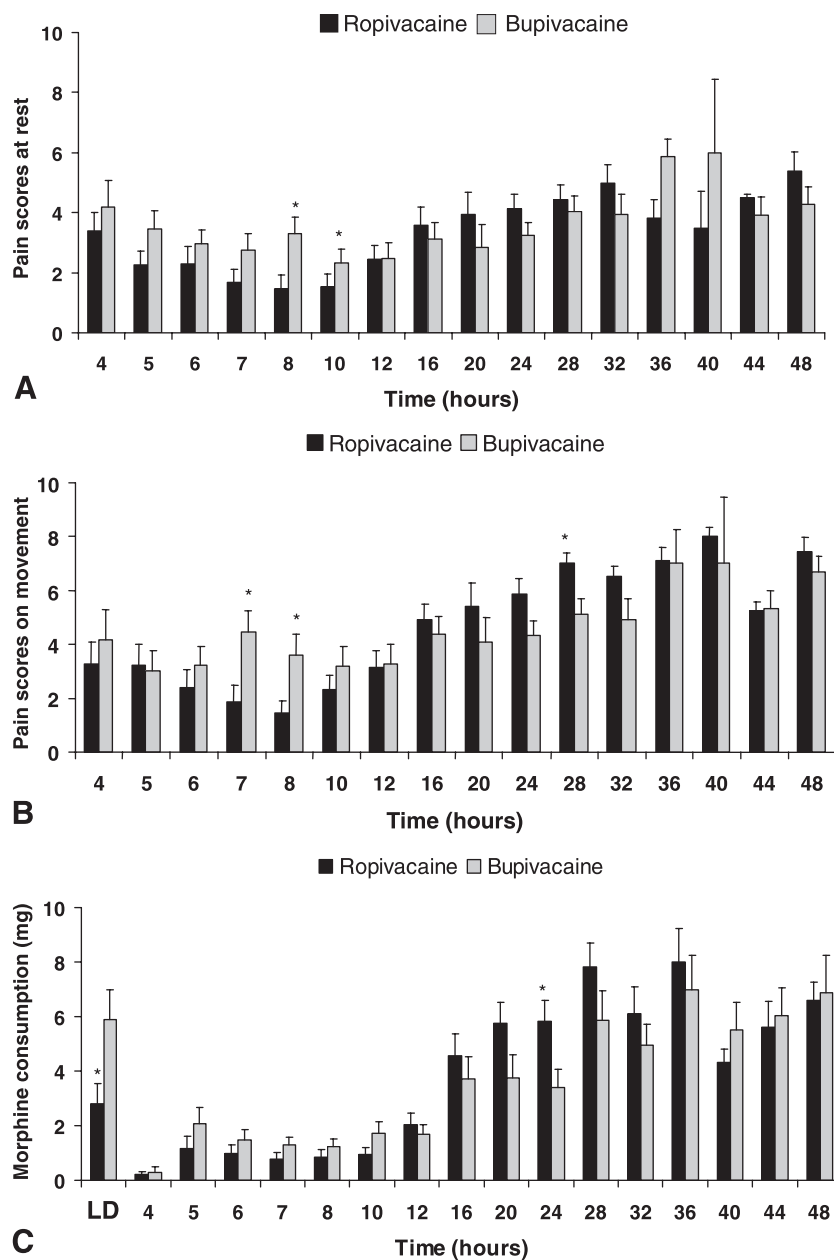 Ropivacaine Bupivacaine
10
8
6
4
2
0
Pain scores at rest
*
*
4 5 6 7 8 10 12 16 20 24 28 32 36 40 44 48
Time (hours)
A
Ropivacaine Bupivacaine
10
8
6
4
2
0
Pain scores on movement
*
*
*
4 5 6 7 8 10 12 16 20 24 28 32 36 40 44 48
Time (hours)
B
Ropivacaine Bupivacaine
10
8
6
4
2
0
Morphine consumption (mg)
*
*
LD 4 5 6 7 8 10 12 16 20 24 28 32 36 40 44 48
Time (hours)
C